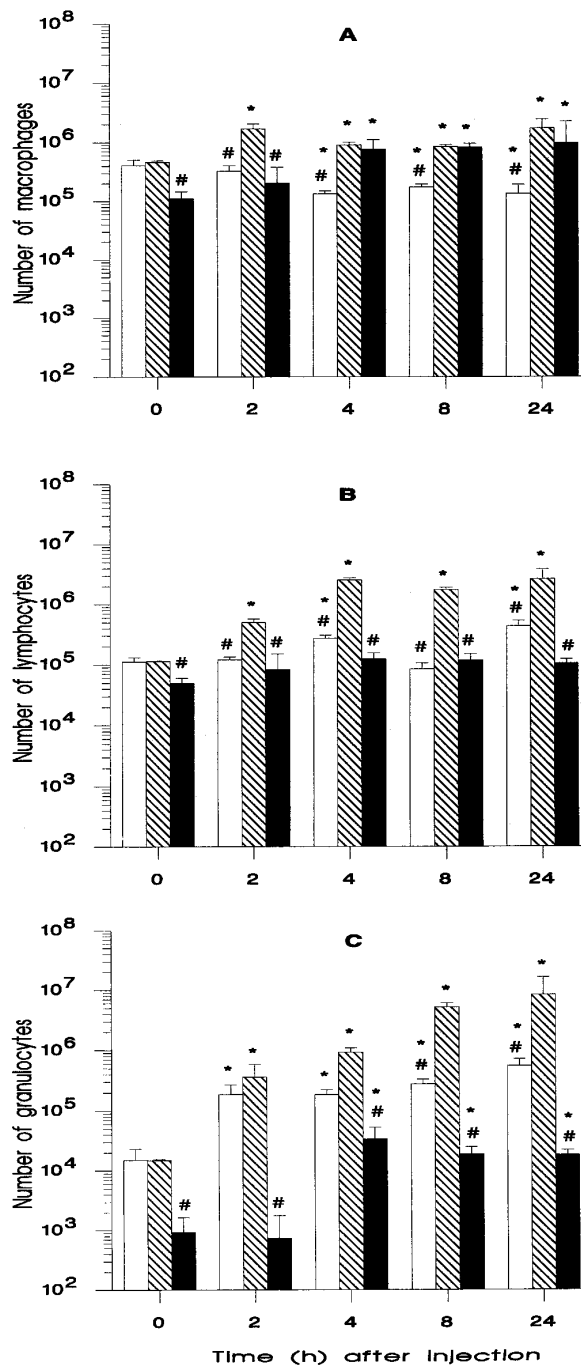 A
Number of macrophages
10⁸
10⁷
10⁶
10⁵
10⁴
10³
10²
* * * * * * *
# # # # # #
0 2 4 8 24
B
Number of lymphocytes
10⁸
10⁷
10⁶
10⁵
10⁴
10³
10²
* * * * * *
# # # # # # # # #
0 2 4 8 24
C
Number of granulocytes
10⁸
10⁷
10⁶
10⁵
10⁴
10³
10²
* * * * * * * * * * *
# # # # # # #
0 2 4 8 24
Time (h) after injection